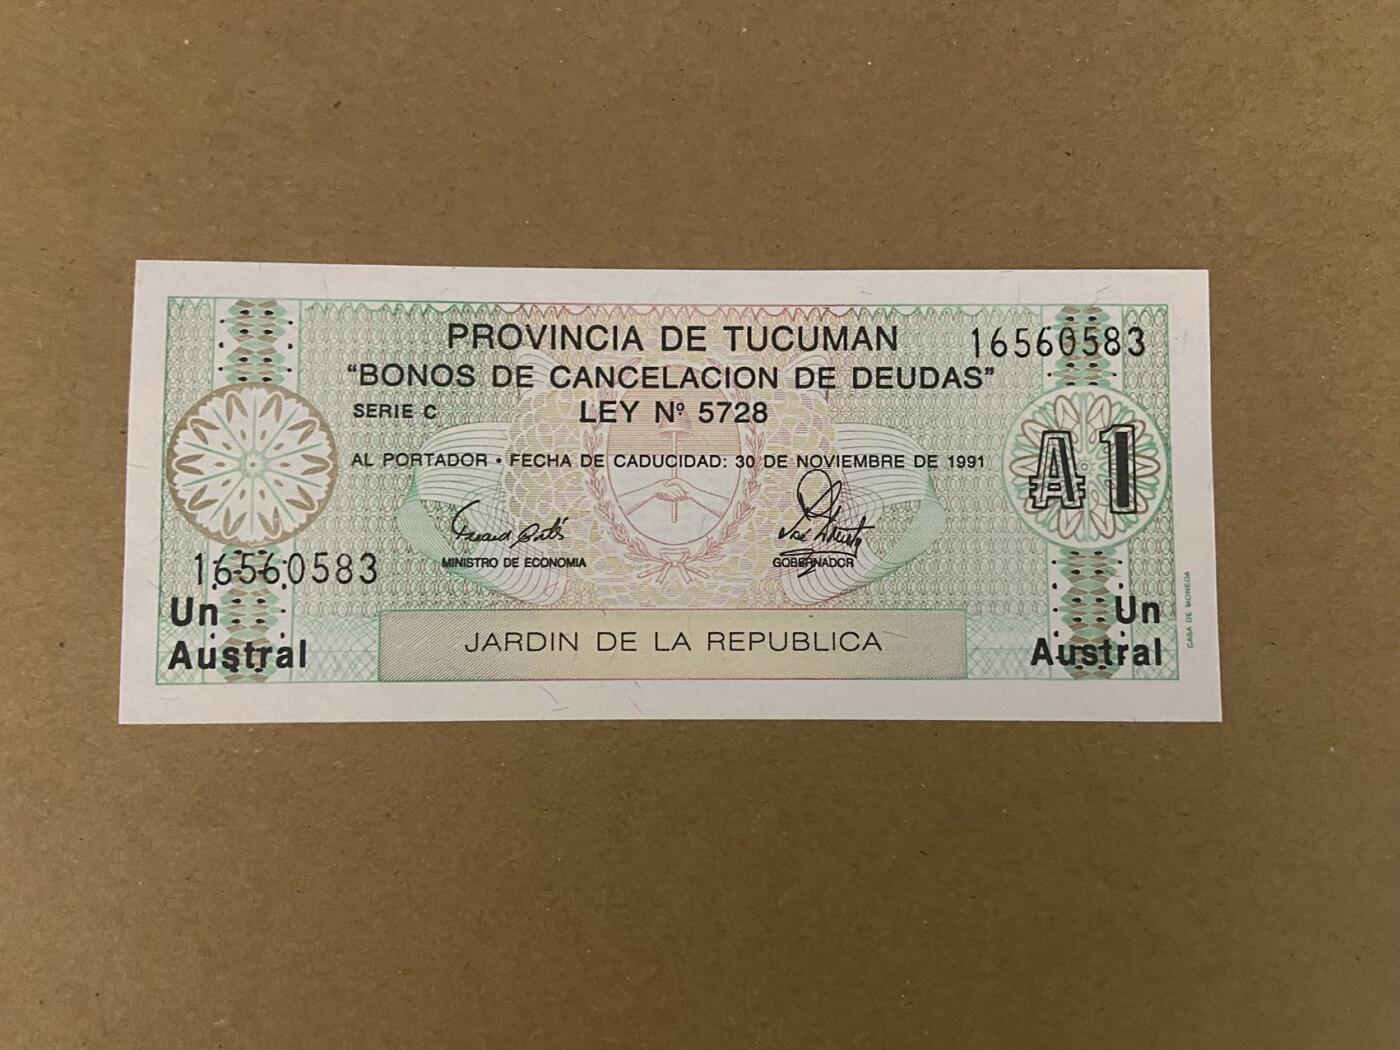 PROVINCIA DE TUCUMAN
16560583
"BONOS DE CANCELACION DE DEUDAS"
SERIE C
LEY Nº 5728
AL PORTADOR • FECHA DE CADUCIDAD: 30 DE NOVIEMBRE DE 1991
₳ 1
MINISTRO DE ECONOMIA
GOBERNADOR
16560583
Un
Austral
JARDIN DE LA REPUBLICA
Un
Austral
CASA DE MONEDA